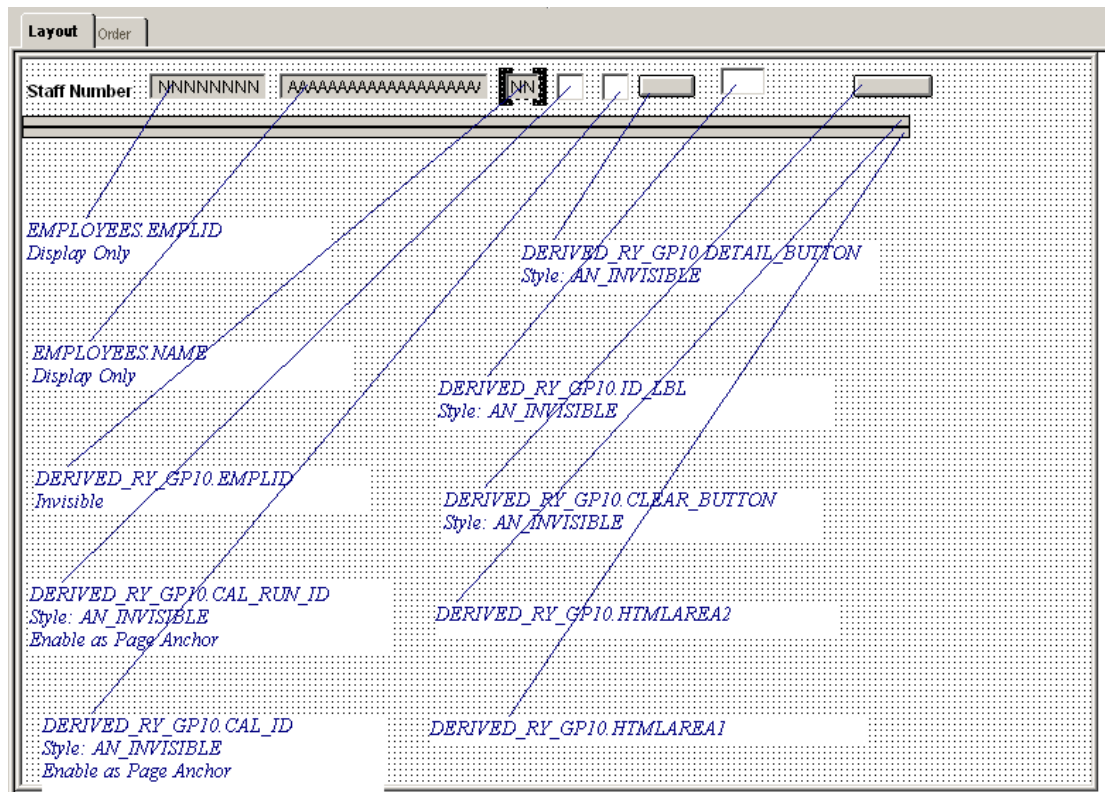 Layout
Order
Staff Number NNNNNNNN AAAAAAAAAAAAAAAAAA NN
EMPLOYEES.EMPLID
Display Only
DERIVED_RY_GP10.DETAIL_BUTTON
Style: AN_INVISIBLE
EMPLOYEES.NAME
Display Only
DERIVED_RY_GP10.ID_LBL
Style: AN_INVISIBLE
DERIVED_RY_GP10.EMPLID
Invisible
DERIVED_RY_GP10.CLEAR_BUTTON
Style: AN_INVISIBLE
DERIVED_RY_GP10.CAL_RUN_ID
Style: AN_INVISIBLE
Enable as Page Anchor
DERIVED_RY_GP10.HTMLAREA2
DERIVED_RY_GP10.CAL_ID
Style: AN_INVISIBLE
Enable as Page Anchor
DERIVED_RY_GP10.HTMLAREA1